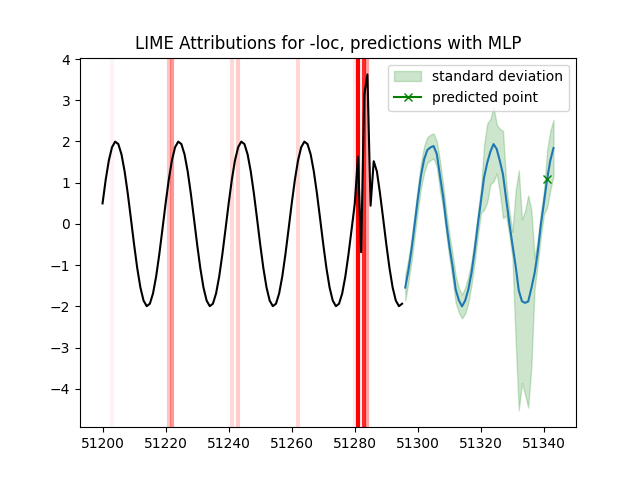 LIME Attributions for -loc, predictions with MLP
standard deviation
predicted point
4
3
2
1
0
−1
−2
−3
−4
51200 51220 51240 51260 51280 51300 51320 51340